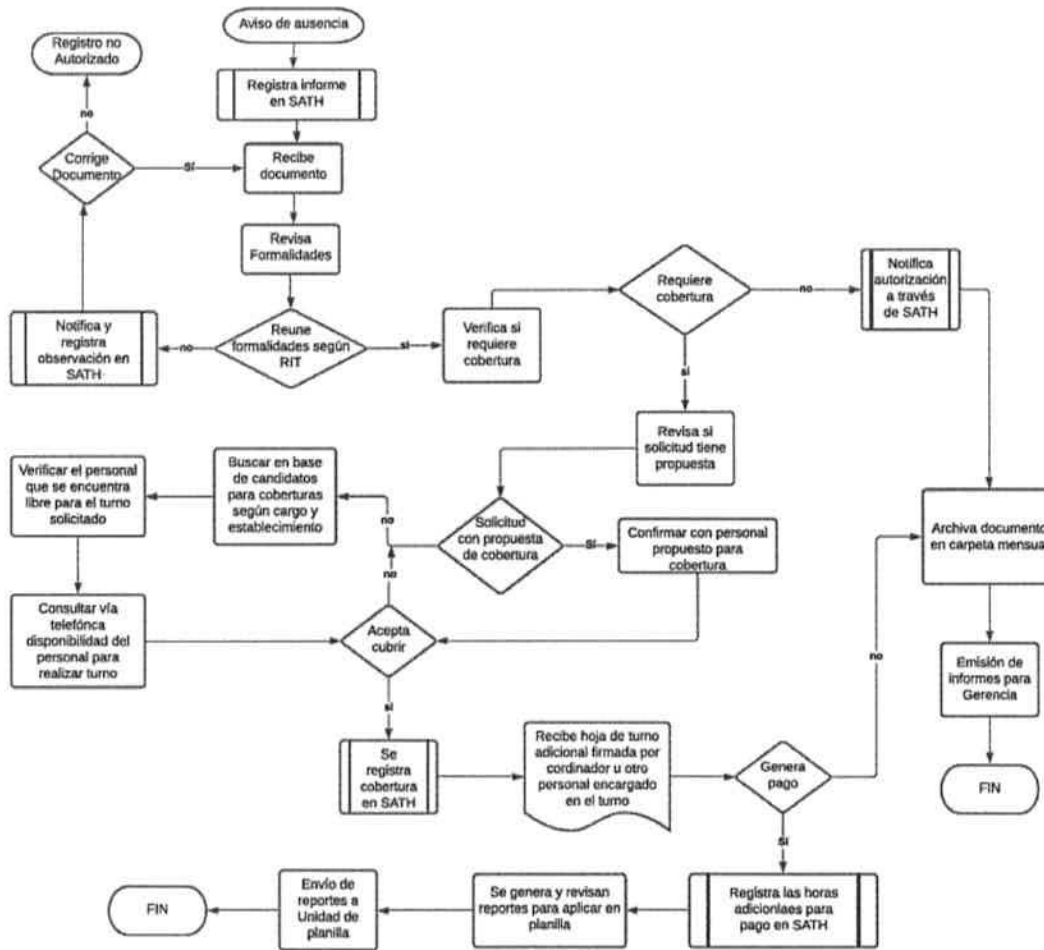 Aviso de ausencia
Registro no
Autorizado
Registra informe
en SATH
no
Corrige
Documento
Sí
Recibe
documento
Revisa
Formalidades
Notifica y
registra
observación en
SATH
no
Reune
formalidades según
RIT
si
Verifica si
requiere
cobertura
Requiere
cobertura
no
Notifica
autorización
a través
de SATH
sí
Revisa si
solicitud tiene
propuesta
Verificar el personal
que se encuentra
libre para el turno
solicitado
Buscar en base
de candidatos
para coberturas
según cargo y
establecimiento
no
Solicitud
con propuesta
de cobertura
Sí
Confirmar con personal
propuesto para
cobertura
Archiva documento
en carpeta mensual
no
Consultar vía
telefónca
disponibilidad del
personal para
realizar turno
Acepta
cubrir
no
Emisión de
informes para
Gerencia
sí
Se
registra
cobertura
en SATH
Recibe hoja de turno
adicional firmada por
cordinador u otro
personal encargado
en el turno
Genera
pago
FIN
Sí
FIN
Envío de
reportes a
Unidad de
planilla
Se genera y revisan
reportes para aplicar en
planilla
Registra las horas
adicionlaes para
pago en SATH